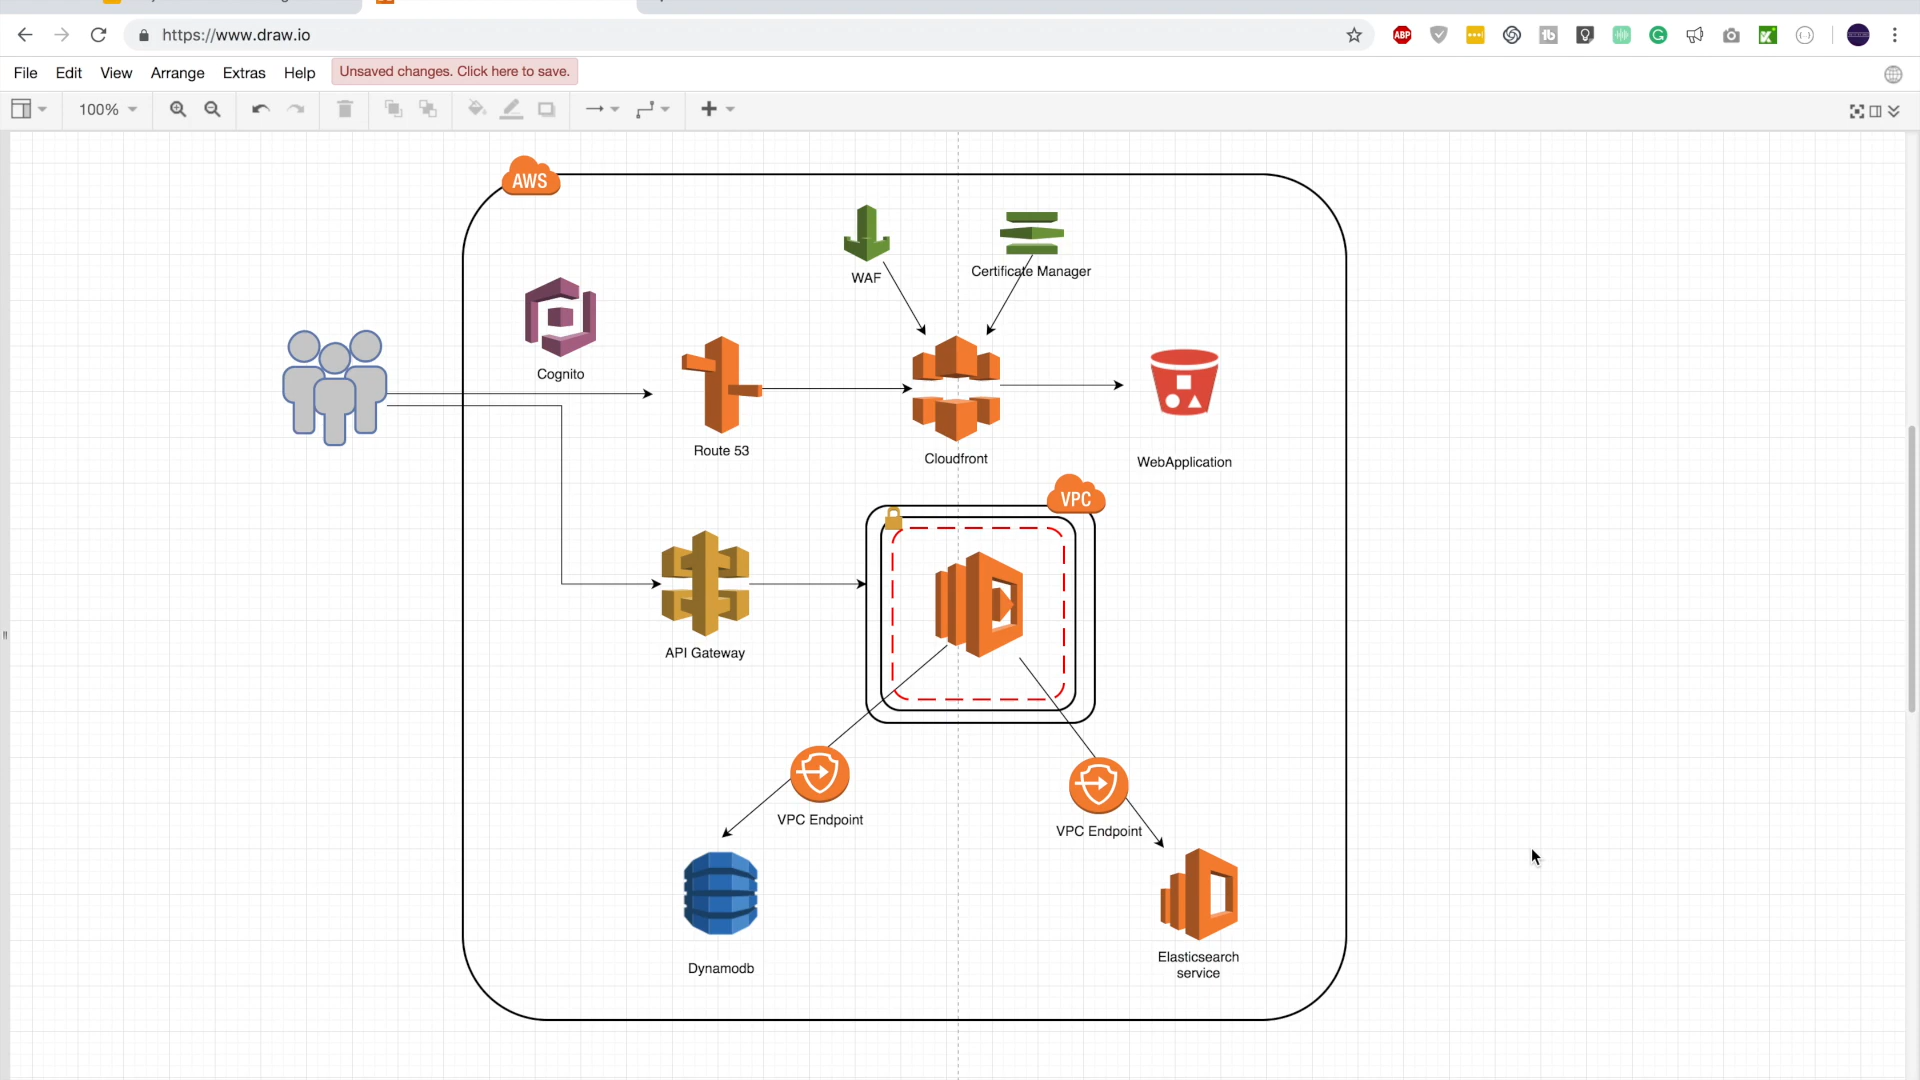 https://www.draw.io
ABP
File Edit View Arrange Extras Help Unsaved changes. Click here to save.
100%
AWS
WAF
Certificate Manager
Cognito
Route 53
Cloudfront
WebApplication
VPC
API Gateway
VPC Endpoint
VPC Endpoint
Dynamodb
Elasticsearch
service